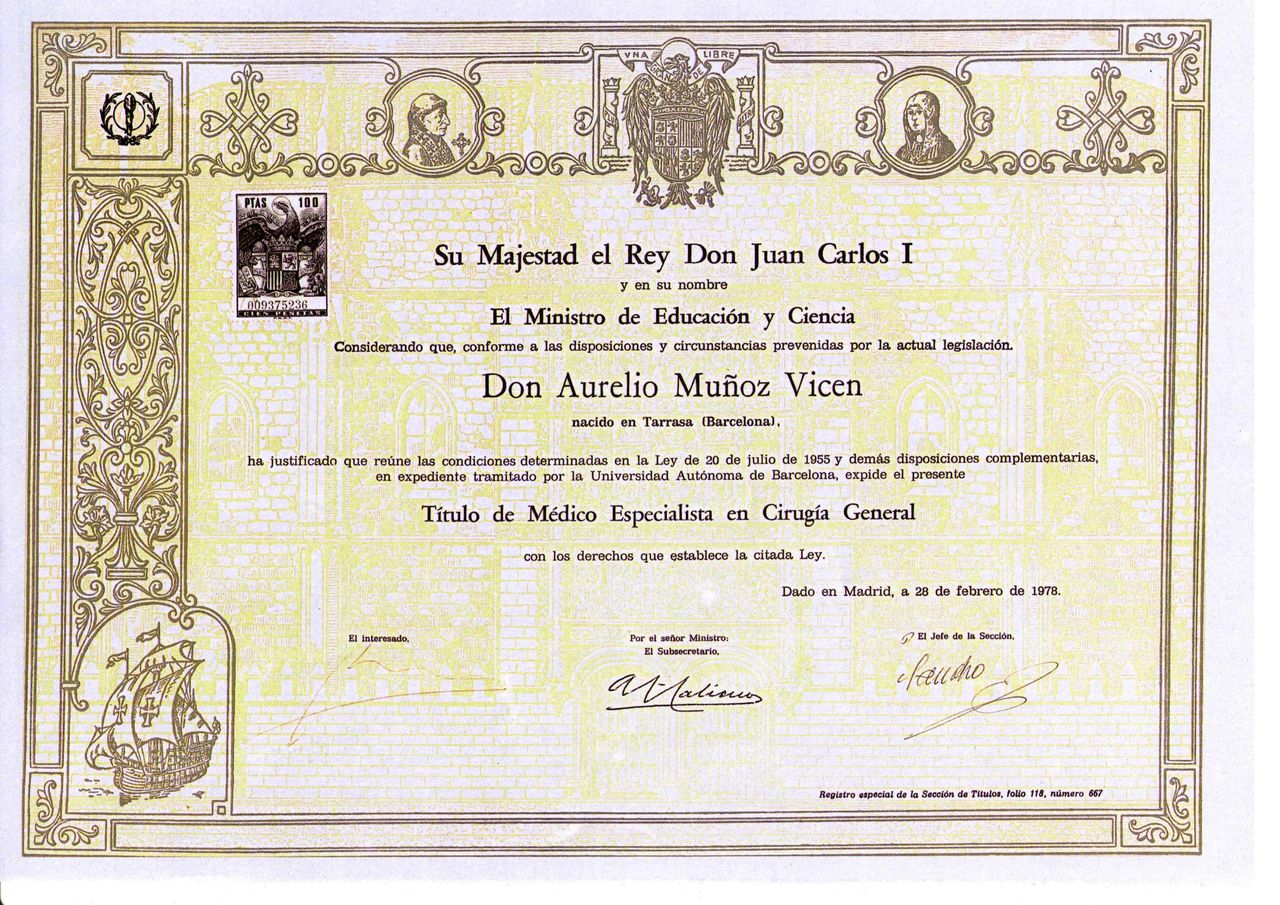 VNA GRANDE LIBRE
PTAS 100
009375236
CIEN PESETAS
Su Majestad el Rey Don Juan Carlos I
y en su nombre
El Ministro de Educación y Ciencia
Considerando que, conforme a las disposiciones y circunstancias prevenidas por la actual legislación.
Don Aurelio Muñoz Vicen
nacido en Tarrasa (Barcelona),
ha justificado que reúne las condiciones determinadas en la Ley de 20 de julio de 1955 y demás disposiciones complementarias,
en expediente tramitado por la Universidad Autónoma de Barcelona, expide el presente
Título de Médico Especialista en Cirugía General
con los derechos que establece la citada Ley.
Dado en Madrid, a 28 de febrero de 1978.
El interesado,
Por el señor Ministro:
El Subsecretario,
El Jefe de la Sección,
Sancho
Registro especial de la Sección de Títulos, folio 118, número 667